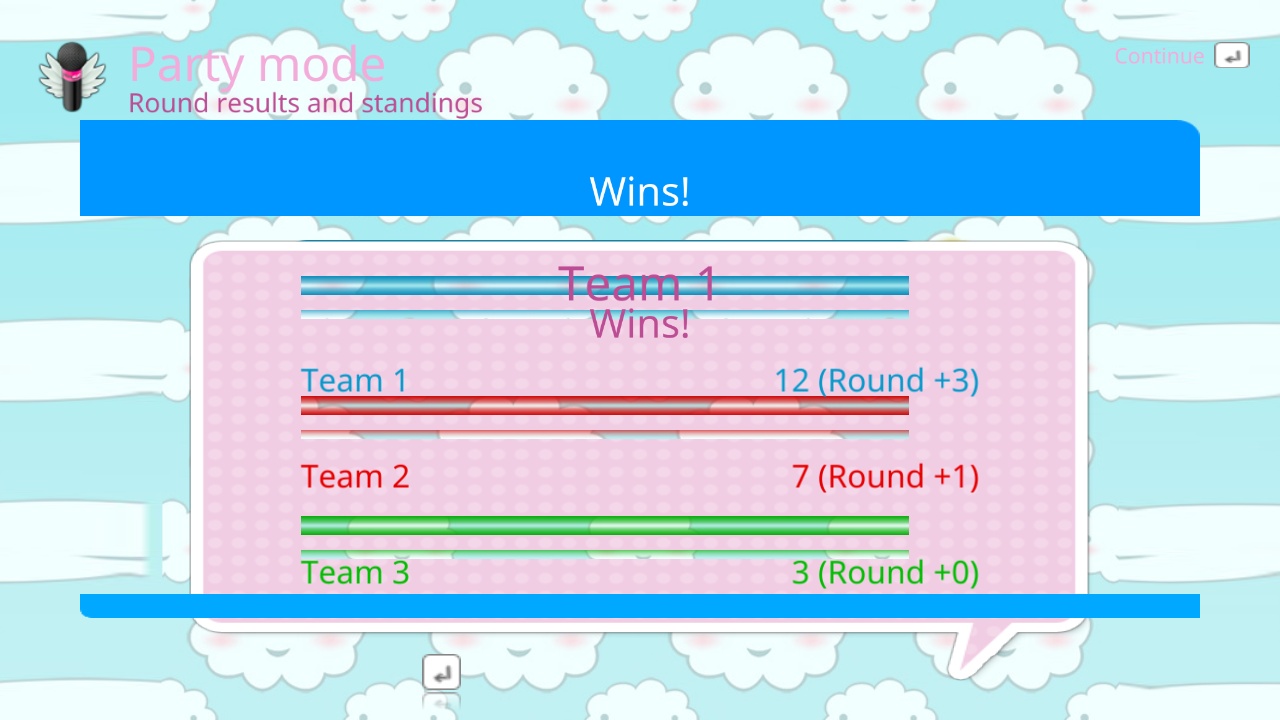 Party mode
Continue
Round results and standings
Wins!
Team 1
Wins!
Team 1 12 (Round +3)
Team 2 7 (Round +1)
Team 3 3 (Round +0)